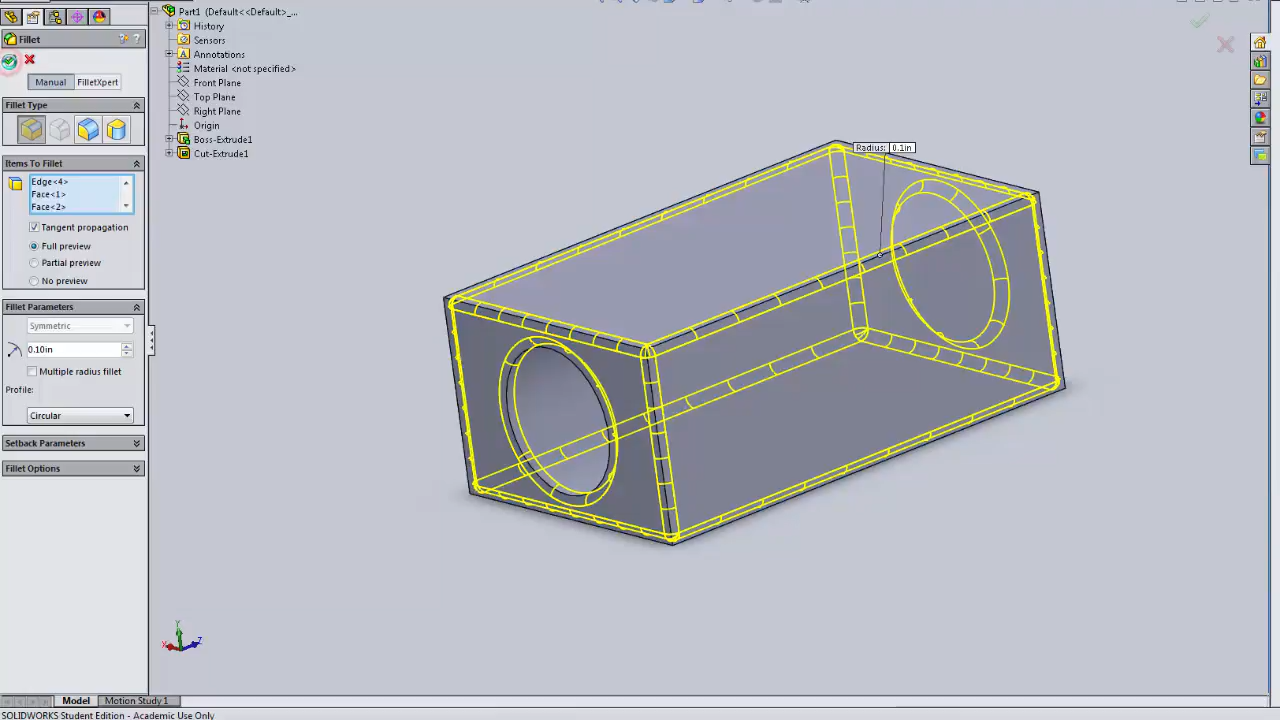 Part1 (Default<<Default>_...
History
Sensors
Annotations
Material <not specified>
Front Plane
Top Plane
Right Plane
Origin
Boss-Extrude1
Cut-Extrude1
Fillet
Manual
FilletXpert
Fillet Type
Items To Fillet
Edge<4>
Face<1>
Face<2>
Tangent propagation
Full preview
Partial preview
No preview
Fillet Parameters
Symmetric
0.10in
Multiple radius fillet
Profile:
Circular
Setback Parameters
Fillet Options
Radius: 0.1in
Y
X
Z
Model
Motion Study 1
SOLIDWORKS Student Edition - Academic Use Only